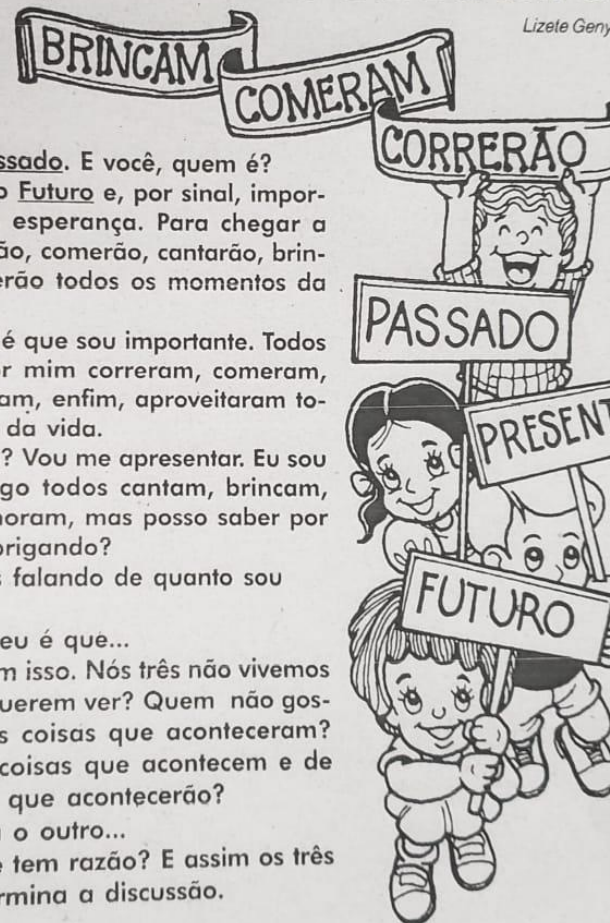 Lizete Geny
BRINCAM
COMERAM
CORRERÃO
ssado. E você, quem é?
o Futuro e, por sinal, impor-
esperança. Para chegar a
ão, comerão, cantarão, brin-
erão todos os momentos da
é que sou importante. Todos
r mim correram, comeram,
am, enfim, aproveitaram to-
da vida.
? Vou me apresentar. Eu sou
go todos cantam, brincam,
oram, mas posso saber por
brigando?
s falando de quanto sou
eu é que...
m isso. Nós três não vivemos
uerem ver? Quem não gos-
s coisas que aconteceram?
coisas que acontecem e de
que acontecerão?
o outro...
e tem razão? E assim os três
rmina a discussão.
PASSADO
PRESENT
FUTURO